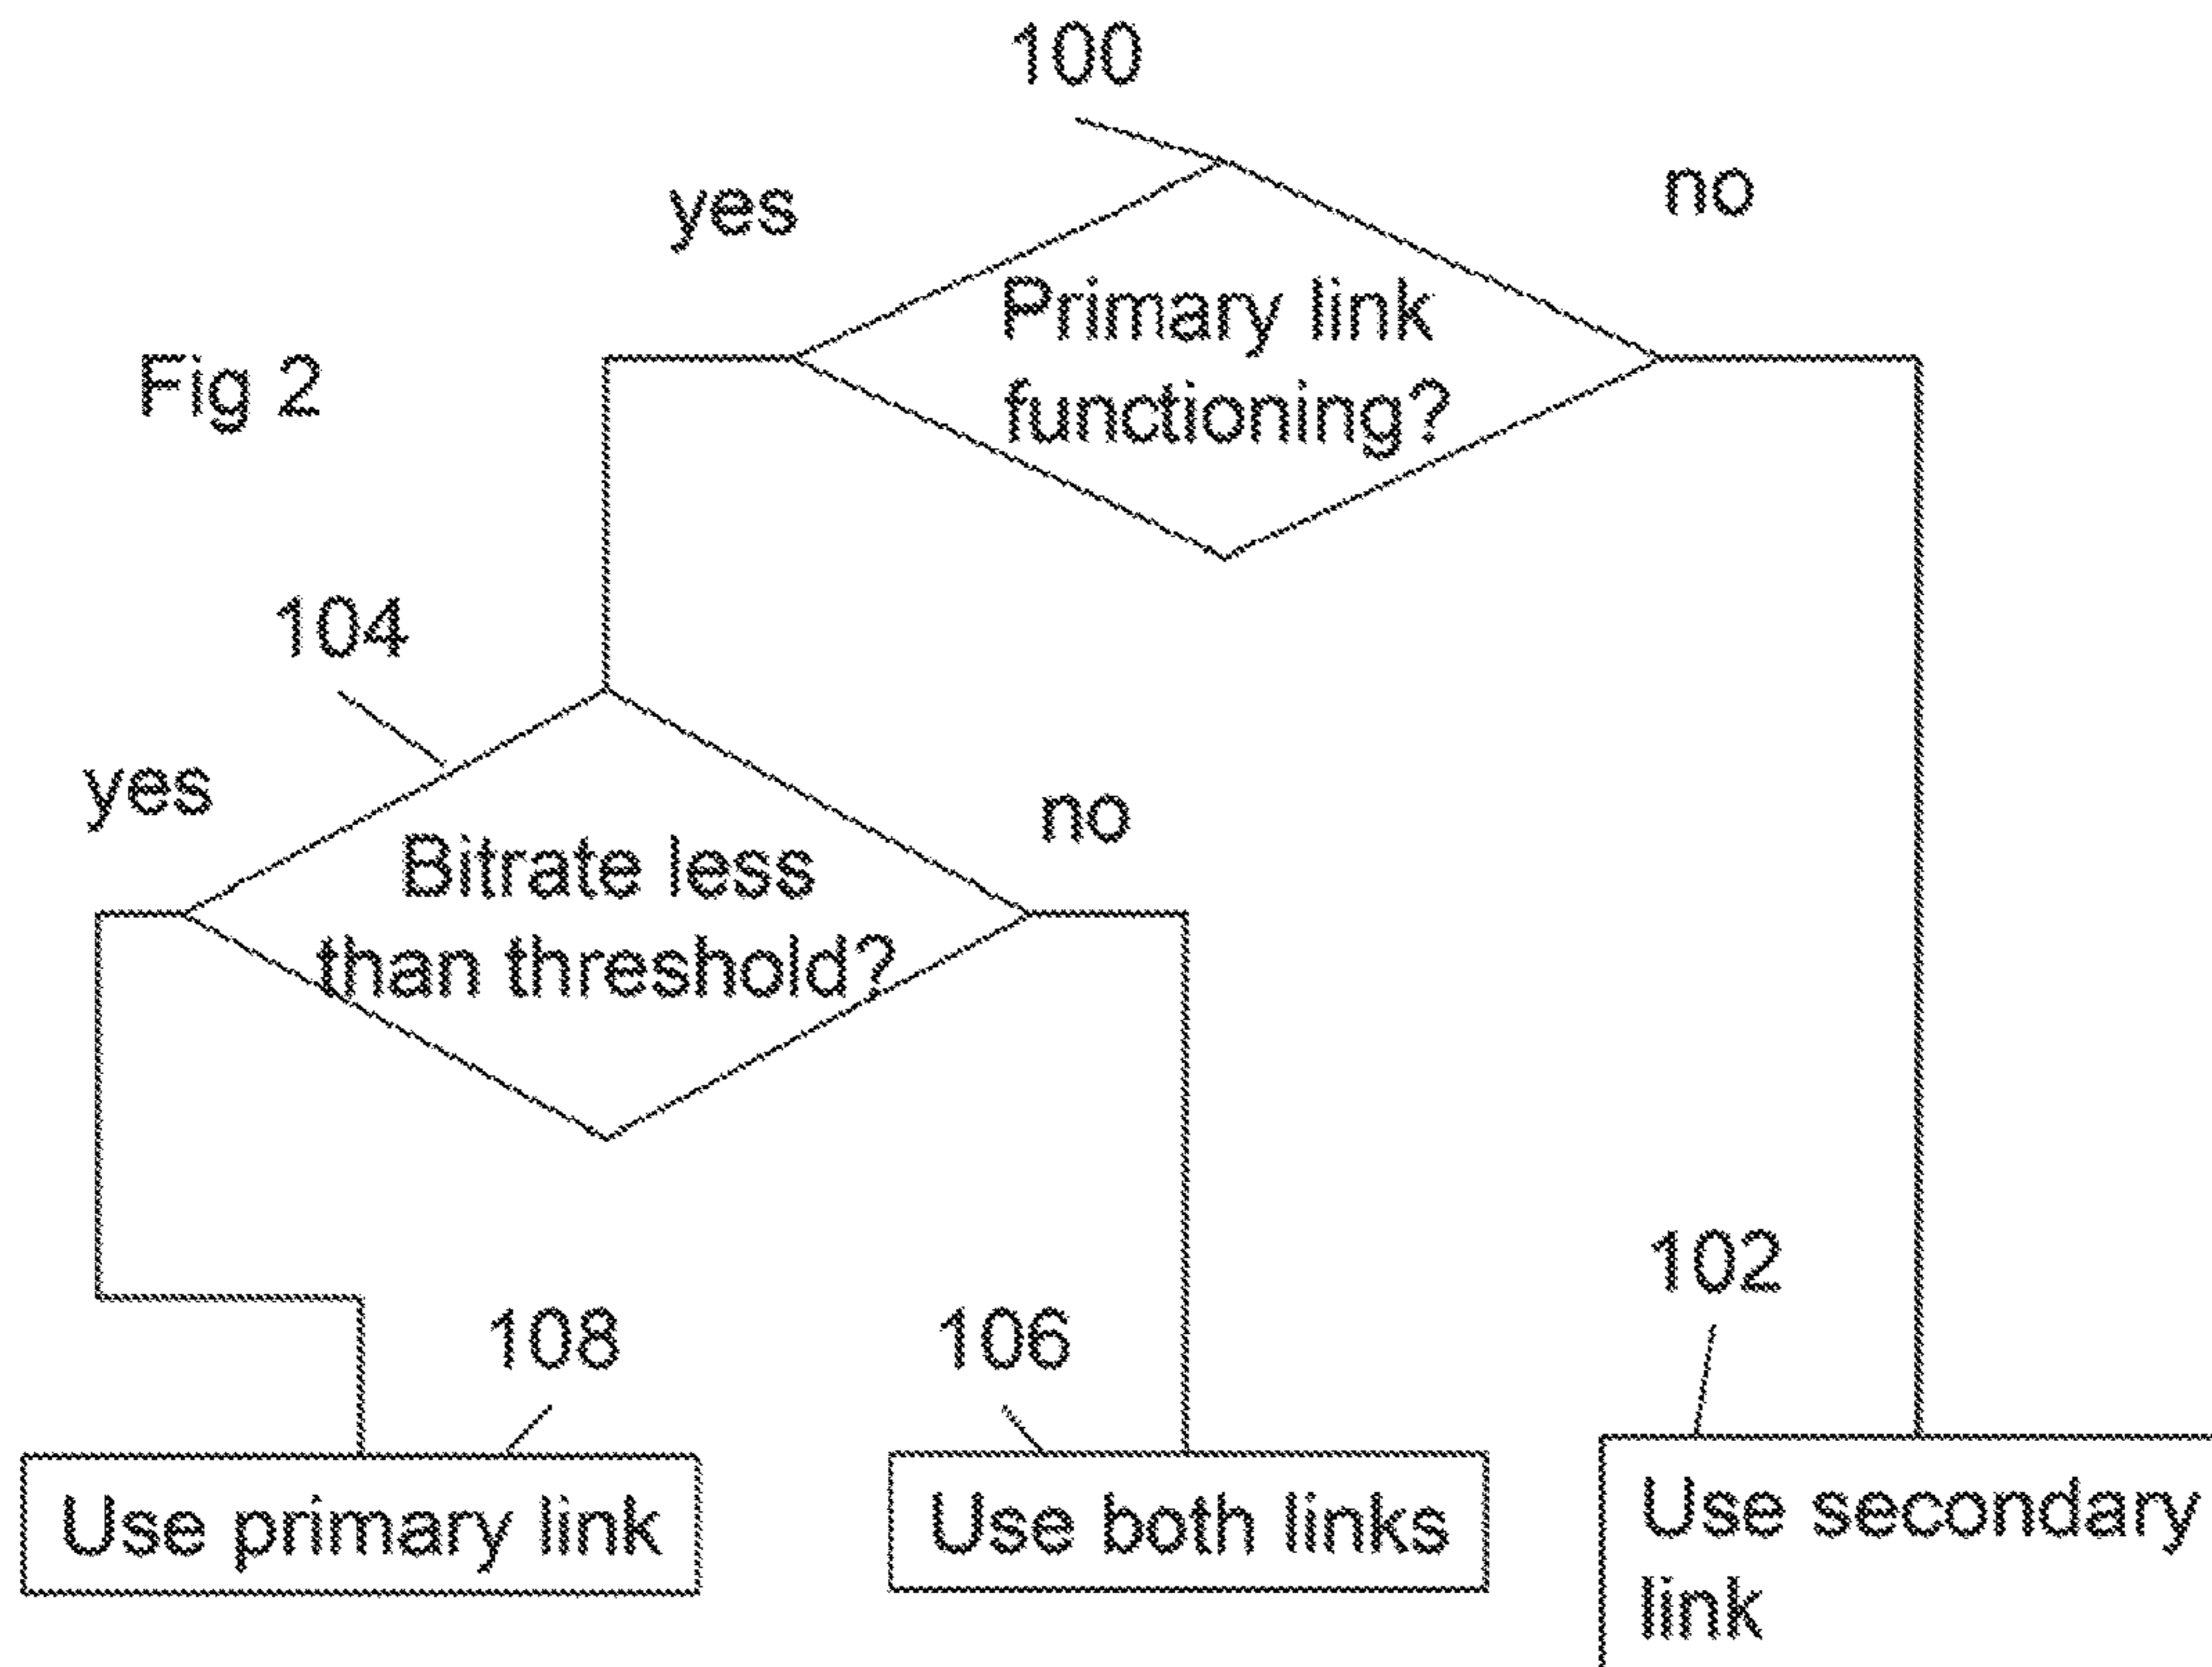 100
yes
no
Primary link
functioning?
Fig 2
104
yes
no
Bitrate less
than threshold?
102
108
106
Use primary link
Use both links
Use secondary
link